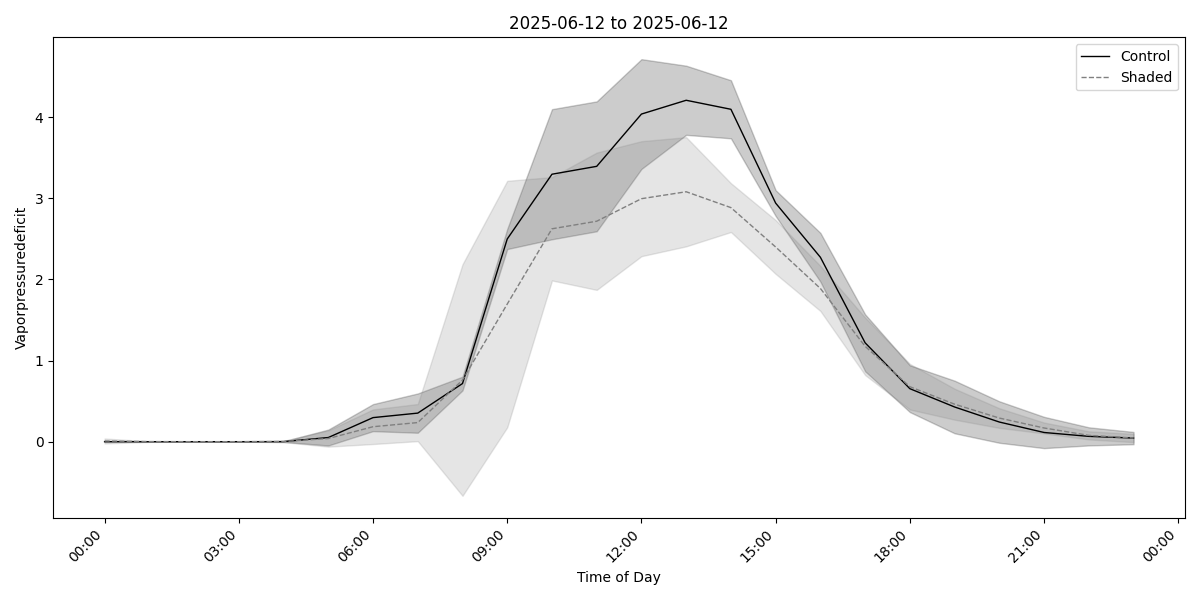 2025-06-12 to 2025-06-12
Control
Shaded
Vaporpressuredeficit
4
3
2
1
0
00:00 03:00 06:00 09:00 12:00 15:00 18:00 21:00 00:00
Time of Day